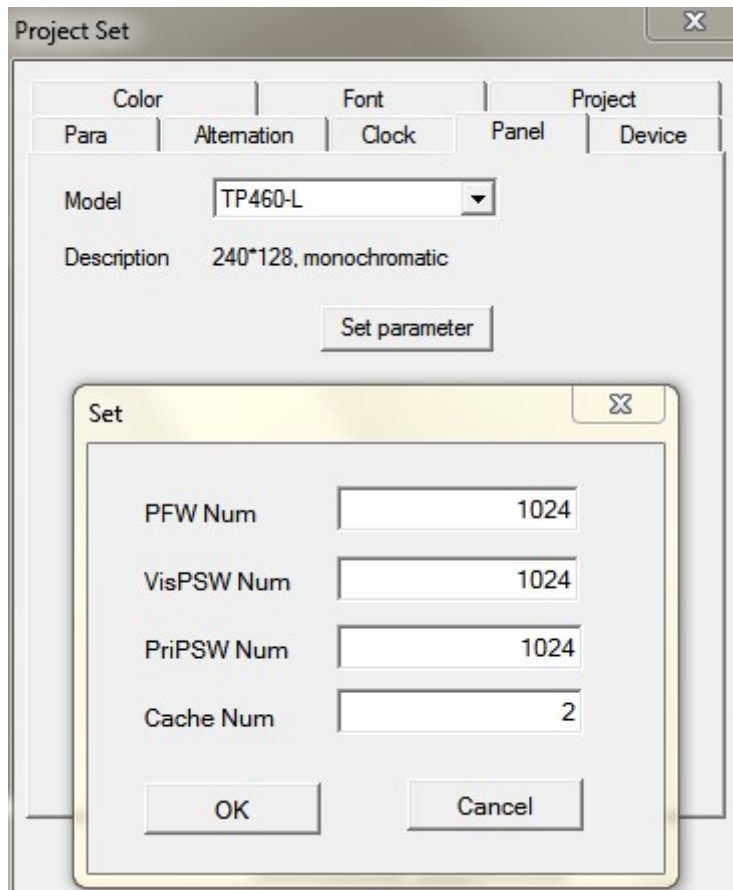 Project Set
Color Font Project
Para Alternation Clock Panel Device
Model TP460-L
Description 240*128, monochromatic
Set parameter
Set
PFW Num 1024
VisPSW Num 1024
PriPSW Num 1024
Cache Num 2
OK Cancel